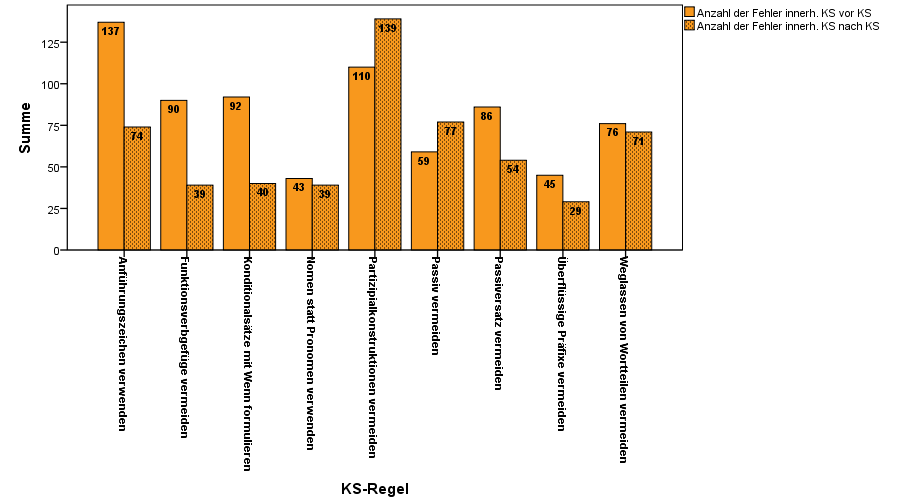 Anzahl der Fehler innerh. KS vor KS
Anzahl der Fehler innerh. KS nach KS
Summe
125
100
75
50
25
0
137
74
90
39
92
40
43
39
110
139
59
77
86
54
45
29
76
71
Anführungszeichen verwenden
Funktionsverbgefüge vermeiden
Konditionalsätze mit Wenn formulieren
Nomen statt Pronomen verwenden
Partizipialkonstruktionen vermeiden
Passiv vermeiden
Passiversatz vermeiden
Überflüssige Präfixe vermeiden
Weglassen von Wortteilen vermeiden
KS-Regel